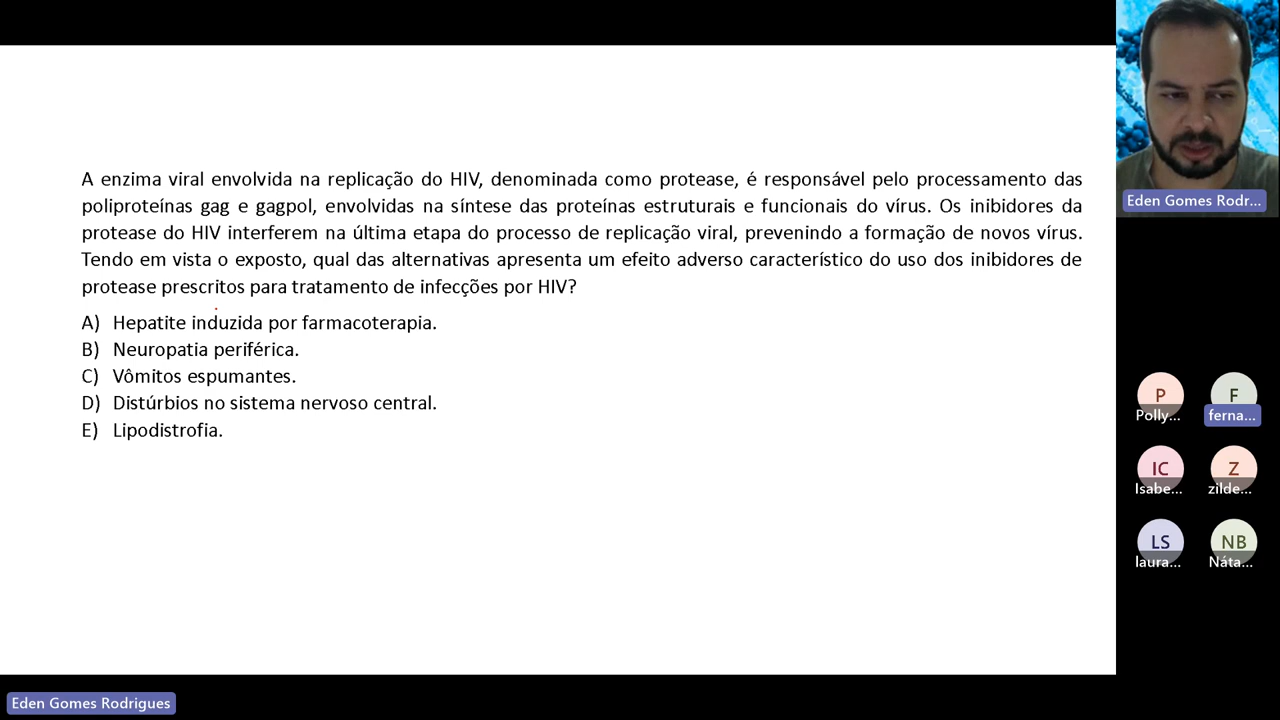 A enzima viral envolvida na replicação do HIV, denominada como protease, é responsável pelo processamento das
poliproteínas gag e gagpol, envolvidas na síntese das proteínas estruturais e funcionais do vírus. Os inibidores da
protease do HIV interferem na última etapa do processo de replicação viral, prevenindo a formação de novos vírus.
Tendo em vista o exposto, qual das alternativas apresenta um efeito adverso característico do uso dos inibidores de
protease prescritos para tratamento de infecções por HIV?
A) Hepatite induzida por farmacoterapia.
B) Neuropatia periférica.
C) Vômitos espumantes.
D) Distúrbios no sistema nervoso central.
E) Lipodistrofia.
Eden Gomes Rodr...
P
Polly...
F
ferna...
IC
Isabe...
Z
zilde...
LS
laura...
NB
Náta...
Eden Gomes Rodrigues